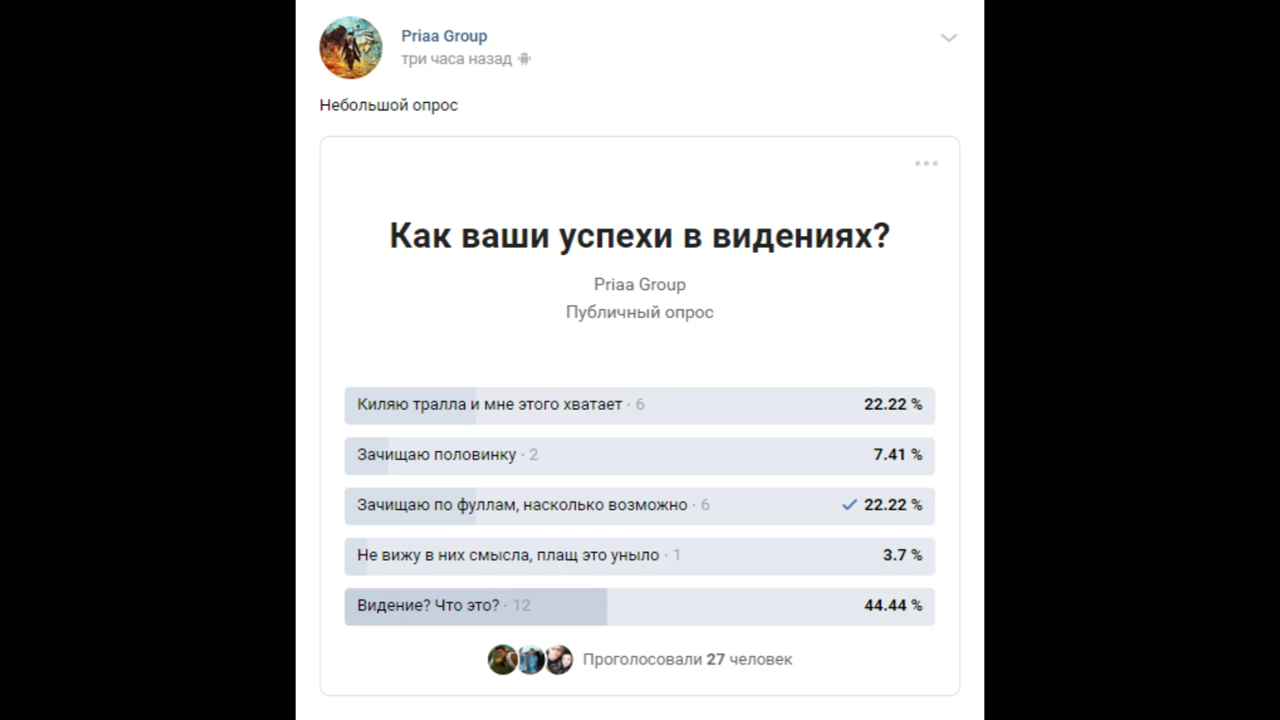 Priaa Group
три часа назад
Небольшой опрос
Как ваши успехи в видениях?
Priaa Group
Публичный опрос
Киляю тралла и мне этого хватает · 6 22.22 %
Зачищаю половинку · 2 7.41 %
Зачищаю по фуллам, насколько возможно · 6 22.22 %
Не вижу в них смысла, плащ это уныло · 1 3.7 %
Видение? Что это? · 12 44.44 %
Проголосовали 27 человек